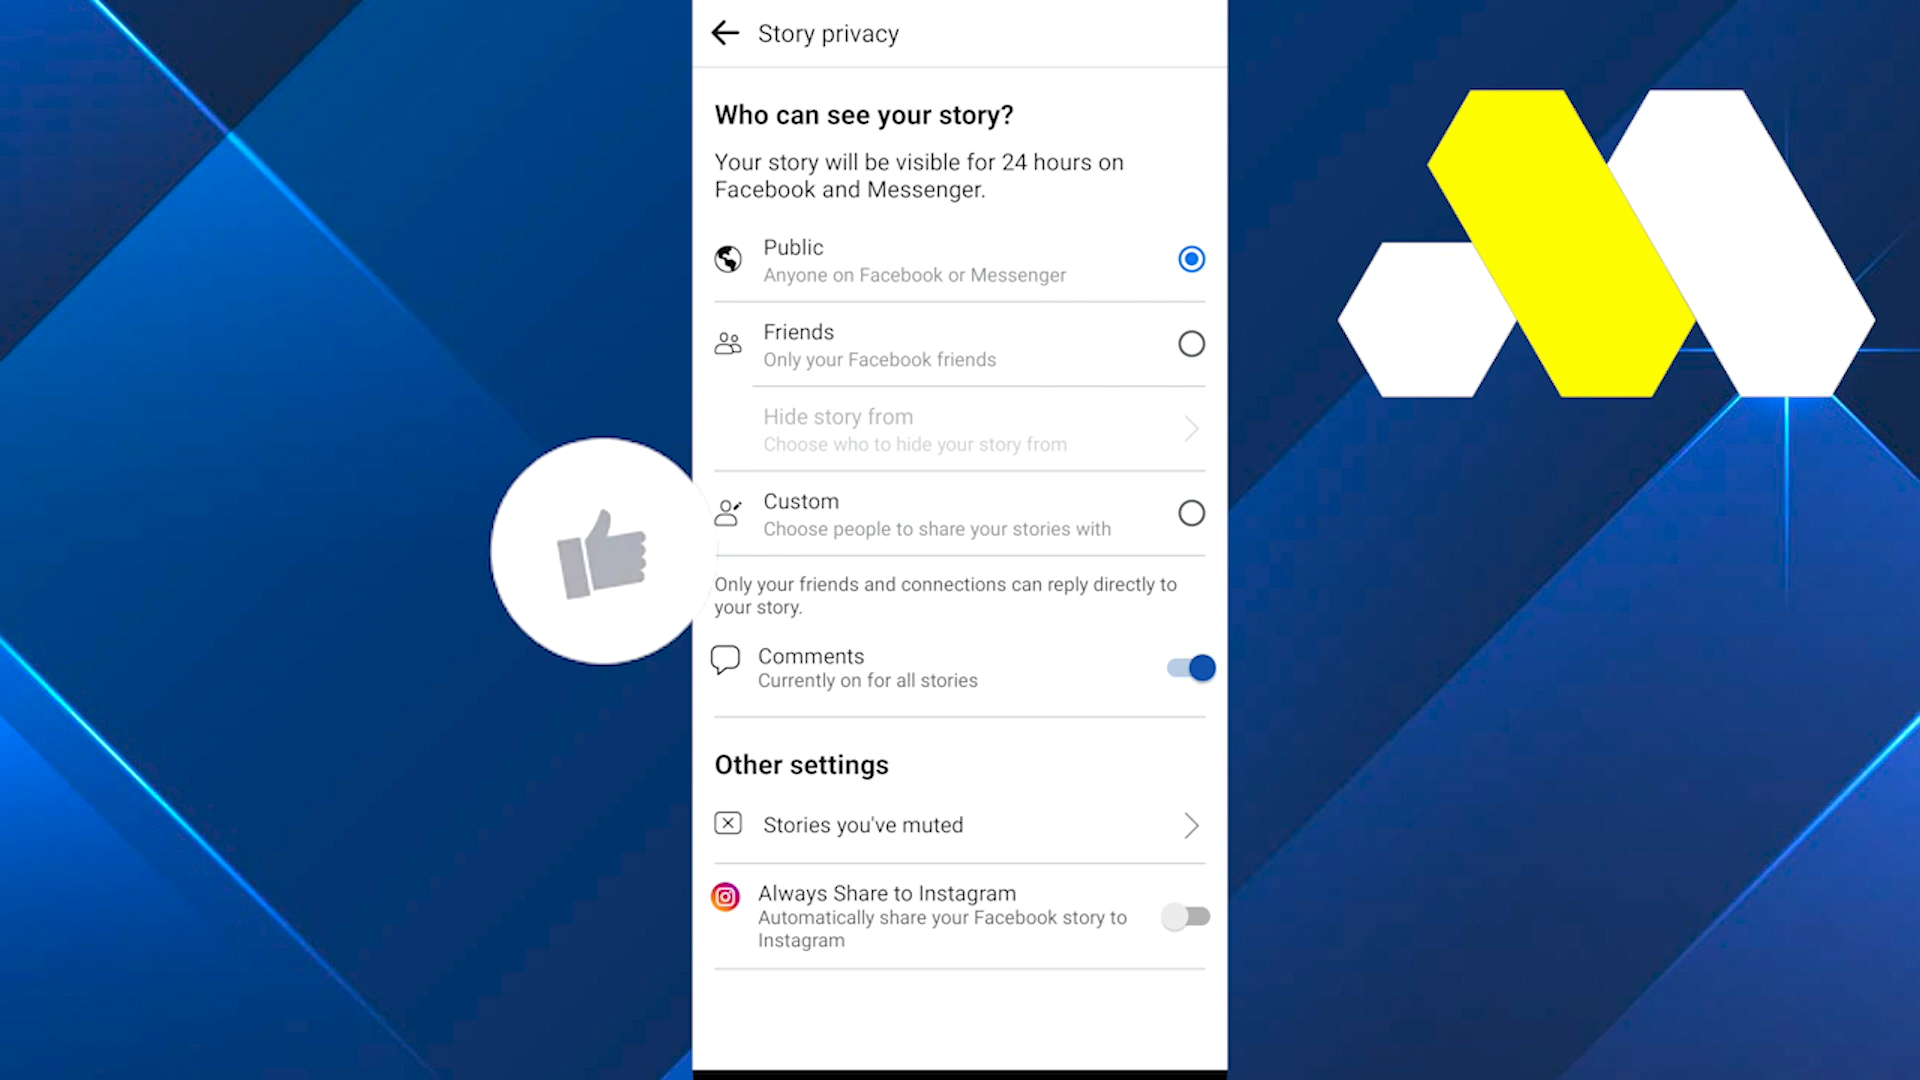 Story privacy
Who can see your story?
Your story will be visible for 24 hours on
Facebook and Messenger.
Public
Anyone on Facebook or Messenger
Friends
Only your Facebook friends
Hide story from
Choose who to hide your story from
Custom
Choose people to share your stories with
Only your friends and connections can reply directly to
your story.
Comments
Currently on for all stories
Other settings
Stories you've muted
Always Share to Instagram
Automatically share your Facebook story to
Instagram